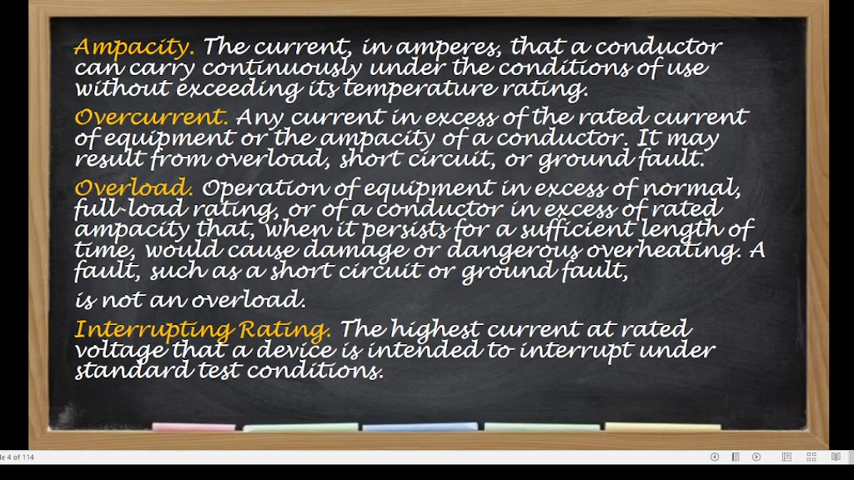 Ampacity. The current, in amperes, that a conductor
can carry continuously under the conditions of use
without exceeding its temperature rating.
Overcurrent. Any current in excess of the rated current
of equipment or the ampacity of a conductor. It may
result from overload, short circuit, or ground fault.
Overload. Operation of equipment in excess of normal,
full-load rating, or of a conductor in excess of rated
ampacity that, when it persists for a sufficient length of
time, would cause damage or dangerous overheating. A
fault, such as a short circuit or ground fault,
is not an overload.
Interrupting Rating. The highest current at rated
voltage that a device is intended to interrupt under
standard test conditions.
de 4 of 114